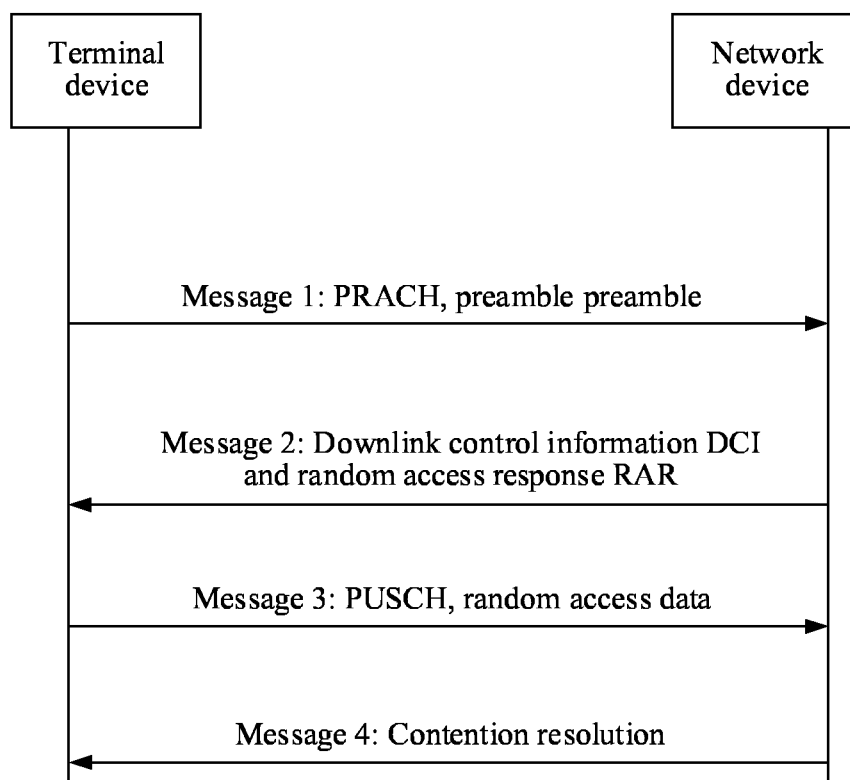 Terminal
device
Network
device
Message 1: PRACH, preamble preamble
Message 2: Downlink control information DCI
and random access response RAR
Message 3: PUSCH, random access data
Message 4: Contention resolution